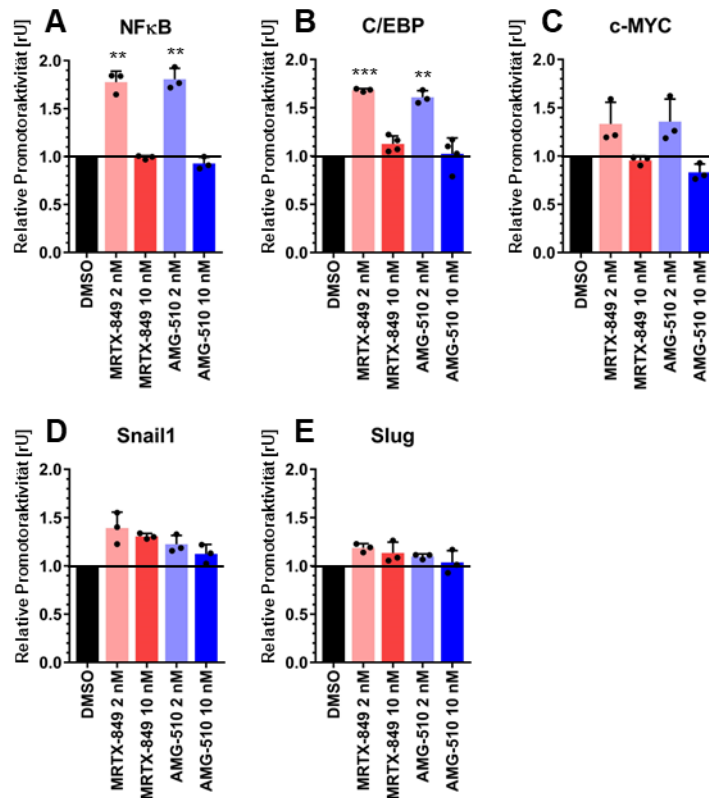 A
NFκB
**
**
Relative Promotoraktivität [rU]
2.0
1.5
1.0
0.5
0.0
DMSO
MRTX-849 2 nM
MRTX-849 10 nM
AMG-510 2 nM
AMG-510 10 nM
B
C/EBP
***
**
Relative Promotoraktivität [rU]
2.0
1.5
1.0
0.5
0.0
DMSO
MRTX-849 2 nM
MRTX-849 10 nM
AMG-510 2 nM
AMG-510 10 nM
C
c-MYC
Relative Promotoraktivität [rU]
2.0
1.5
1.0
0.5
0.0
DMSO
MRTX-849 2 nM
MRTX-849 10 nM
AMG-510 2 nM
AMG-510 10 nM
D
Snail1
Relative Promotoraktivität [rU]
2.0
1.5
1.0
0.5
0.0
DMSO
MRTX-849 2 nM
MRTX-849 10 nM
AMG-510 2 nM
AMG-510 10 nM
E
Slug
Relative Promotoraktivität [rU]
2.0
1.5
1.0
0.5
0.0
DMSO
MRTX-849 2 nM
MRTX-849 10 nM
AMG-510 2 nM
AMG-510 10 nM